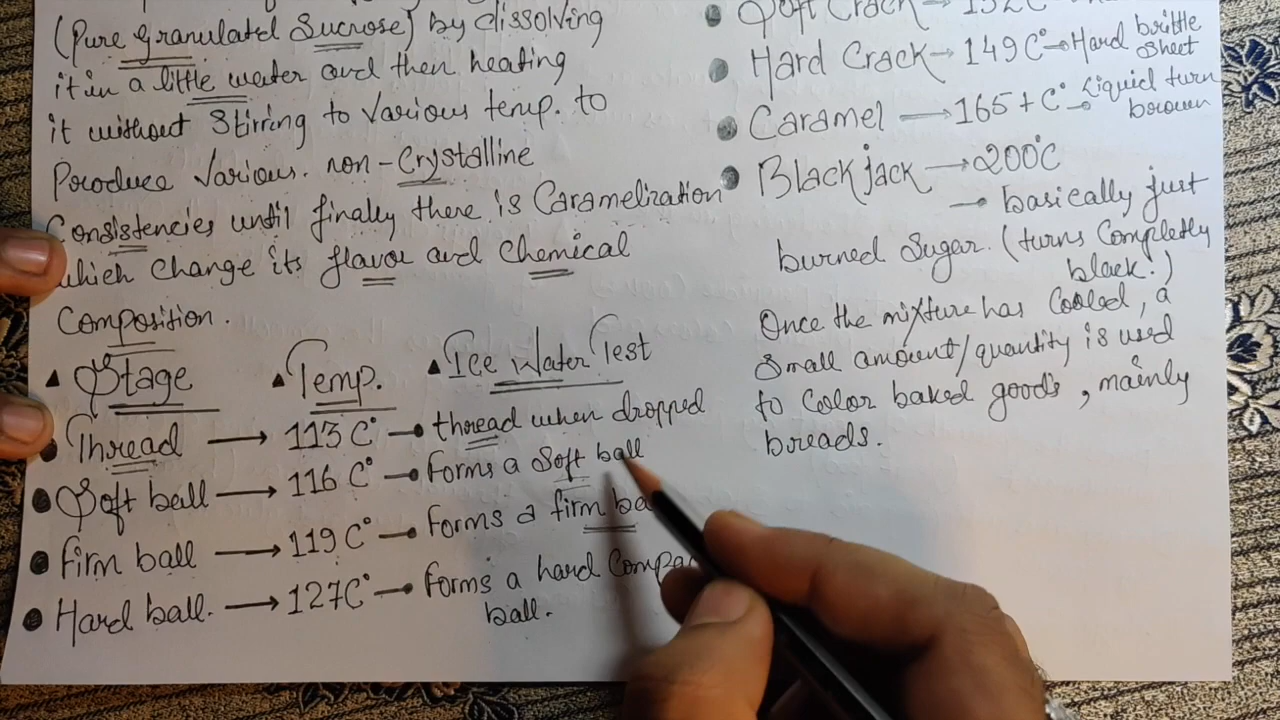 (Pure Granulated Sucrose) by dissolving
it in a little water and then heating
it without Stirring to Various temp. to
Produce Various. non-Crystalline
Consistencies until finally there is Caramelization
which change its flavor and Chemical
Composition.
Stage Temp. Ice Water Test
Thread → 113 C° → thread when dropped
Soft ball → 116 C° → forms a soft ball
firm ball → 119 C° → forms a firm
Hard ball. → 127C° → forms a hard
ball.
Soft Crack →
Hard Crack → 149 C° → Hard brittle
sheet
Caramel → 165+C° → Liquid turn
brown
Black jack → 200°C
→ basically just
burned Sugar. (turns Completly
black.)
Once the mixture has Cooled, a
Small amount/quantity is used
to Color baked goods, mainly
breads.